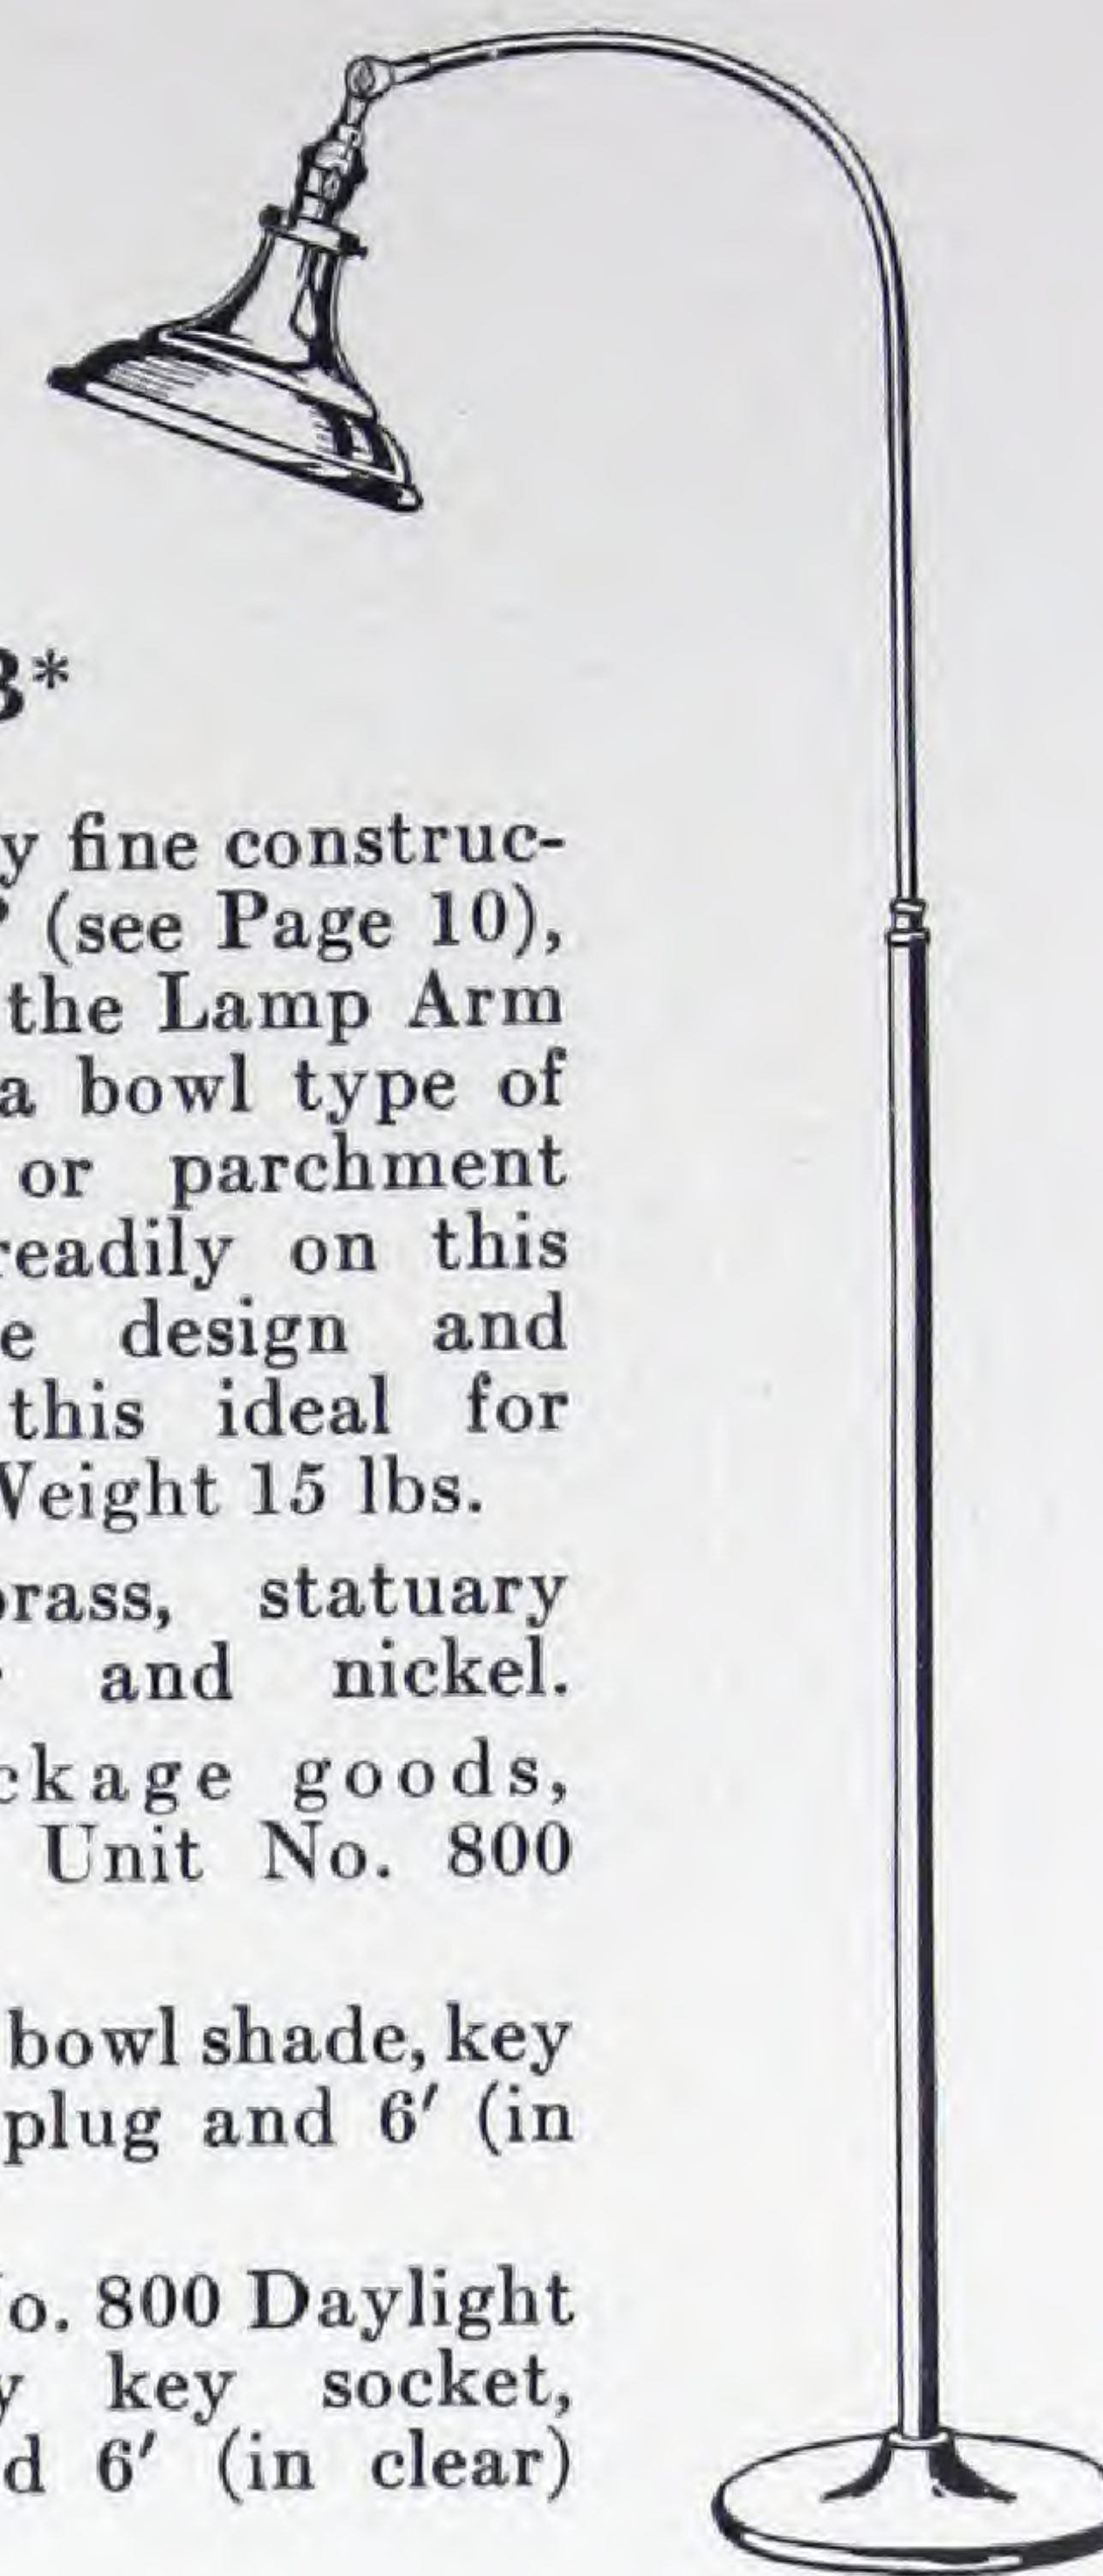 B*
fine construc-
(see Page 10),
the Lamp Arm
a bowl type of
or parchment
readily on this
design and
this ideal for
Weight 15 lbs.
brass, statuary
and nickel.
ckage goods,
Unit No. 800
bowl shade, key
plug and 6′ (in
No. 800 Daylight
key socket,
6′ (in clear)